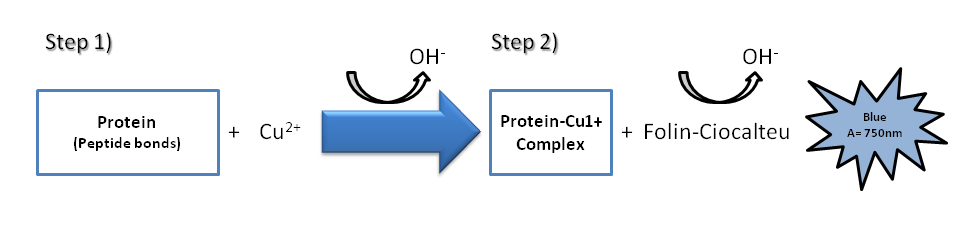 Step 1)
Step 2)
OH⁻
OH⁻
Protein
(Peptide bonds)
+ Cu²⁺
Protein-Cu1+
Complex
+ Folin-Ciocalteu
Blue
A= 750nm